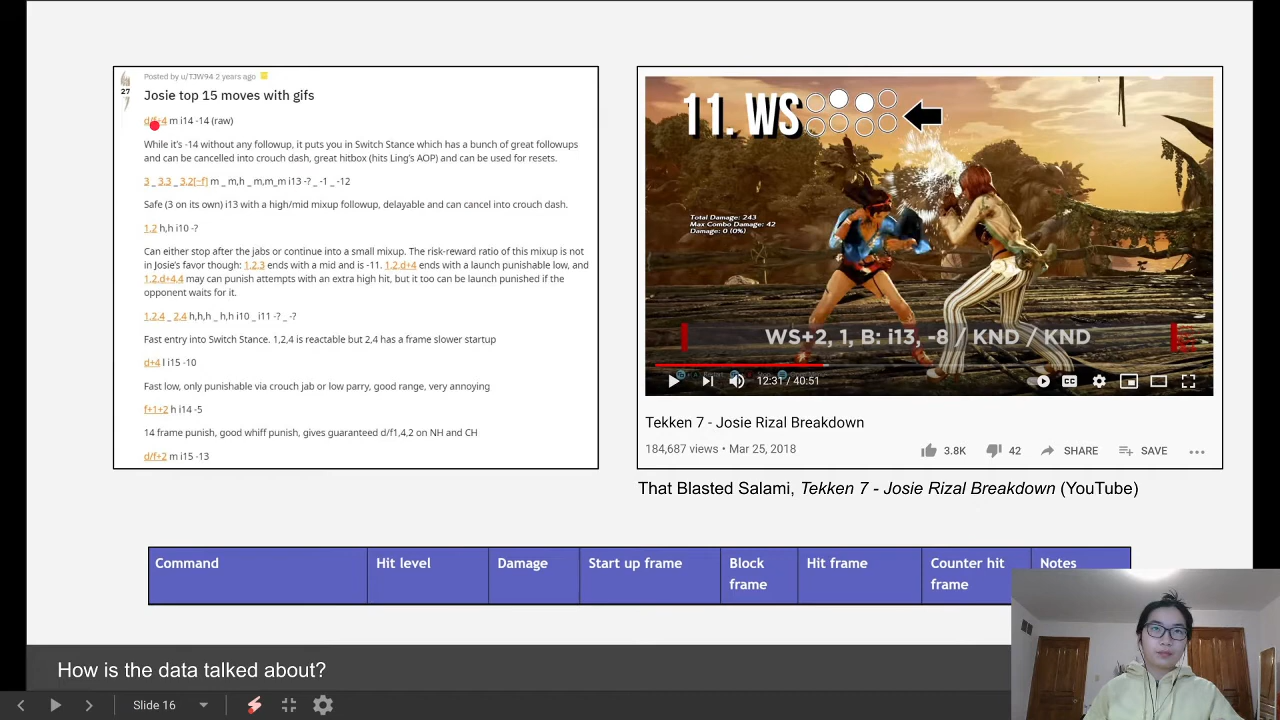 Posted by u/TJW94 2 years ago
27
Josie top 15 moves with gifs
d/f+4 m i14 -14 (raw)
While it's -14 without any followup, it puts you in Switch Stance which has a bunch of great followups
and can be cancelled into crouch dash, great hitbox (hits Ling's AOP) and can be used for resets.
3 _ 3,3 _ 3,2[~f] m _ m,h _ m,m_m i13 -? _ -1 _ -12
Safe (3 on its own) i13 with a high/mid mixup followup, delayable and can cancel into crouch dash.
1,2 h,h i10 -?
Can either stop after the jabs or continue into a small mixup. The risk-reward ratio of this mixup is not
in Josie's favor though: 1,2,3 ends with a mid and is -11. 1,2,d+4 ends with a launch punishable low, and
1,2,d+4,4 may can punish attempts with an extra high hit, but it too can be launch punished if the
opponent waits for it.
1,2,4 _ 2,4 h,h,h _ h,h i10 _ i11 -? _ -?
Fast entry into Switch Stance. 1,2,4 is reactable but 2,4 has a frame slower startup
d+4 l i15 -10
Fast low, only punishable via crouch jab or low parry, good range, very annoying
f+1+2 h i14 -5
14 frame punish, good whiff punish, gives guaranteed d/f1,4,2 on NH and CH
d/f+2 m i15 -13
11. WS
Total Damage: 243
Max Combo Damage: 42
Damage: 0 (0%)
WS+2, 1, B: i13, -8 / KND / KND
12:31 / 40:51
CC
Tekken 7 - Josie Rizal Breakdown
184,687 views • Mar 25, 2018
3.8K
42
SHARE
SAVE
That Blasted Salami, Tekken 7 - Josie Rizal Breakdown (YouTube)
Command
Hit level
Damage
Start up frame
Block
frame
Hit frame
Counter hit
frame
Notes
How is the data talked about?
Slide 16